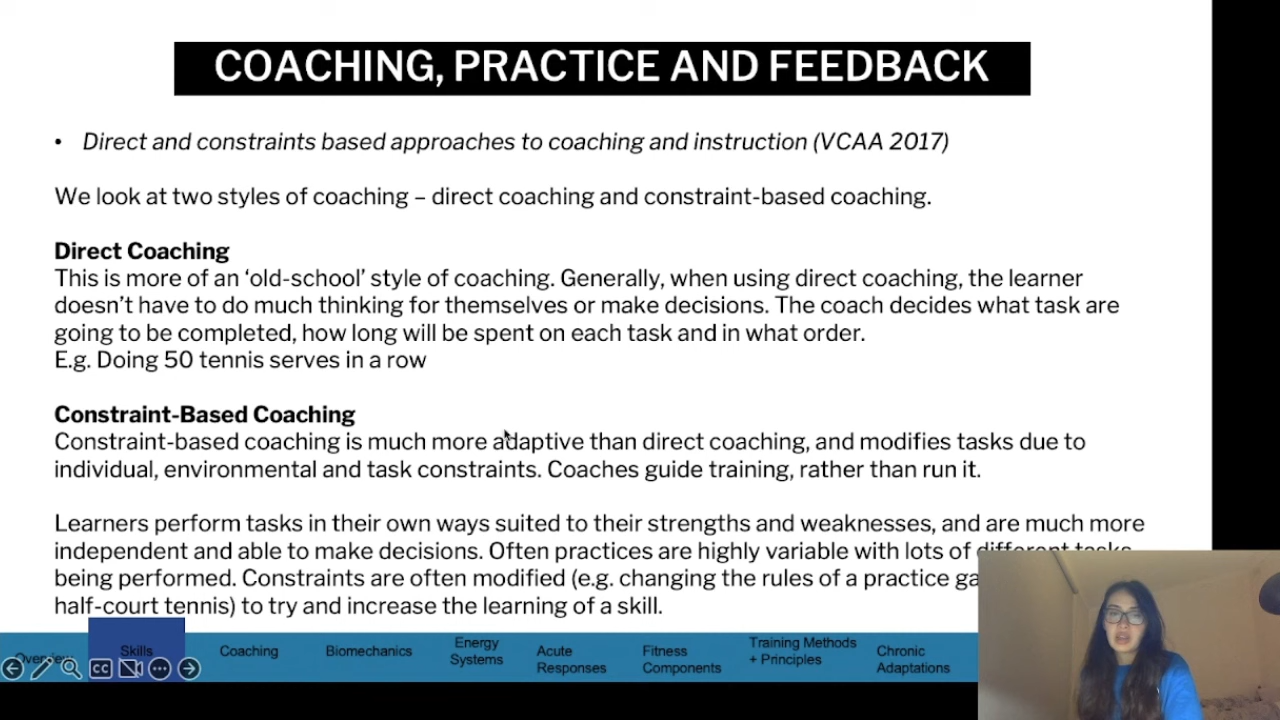 COACHING, PRACTICE AND FEEDBACK
• Direct and constraints based approaches to coaching and instruction (VCAA 2017)
We look at two styles of coaching – direct coaching and constraint-based coaching.
Direct Coaching
This is more of an ‘old-school’ style of coaching. Generally, when using direct coaching, the learner
doesn’t have to do much thinking for themselves or make decisions. The coach decides what task are
going to be completed, how long will be spent on each task and in what order.
E.g. Doing 50 tennis serves in a row
Constraint-Based Coaching
Constraint-based coaching is much more adaptive than direct coaching, and modifies tasks due to
individual, environmental and task constraints. Coaches guide training, rather than run it.
Learners perform tasks in their own ways suited to their strengths and weaknesses, and are much more
independent and able to make decisions. Often practices are highly variable with lots of different tasks
being performed. Constraints are often modified (e.g. changing the rules of a practice
half-court tennis) to try and increase the learning of a skill.
Skills
Coaching
Biomechanics
Energy
Systems
Acute
Responses
Fitness
Components
Training Methods
+ Principles
Chronic
Adaptations
CC